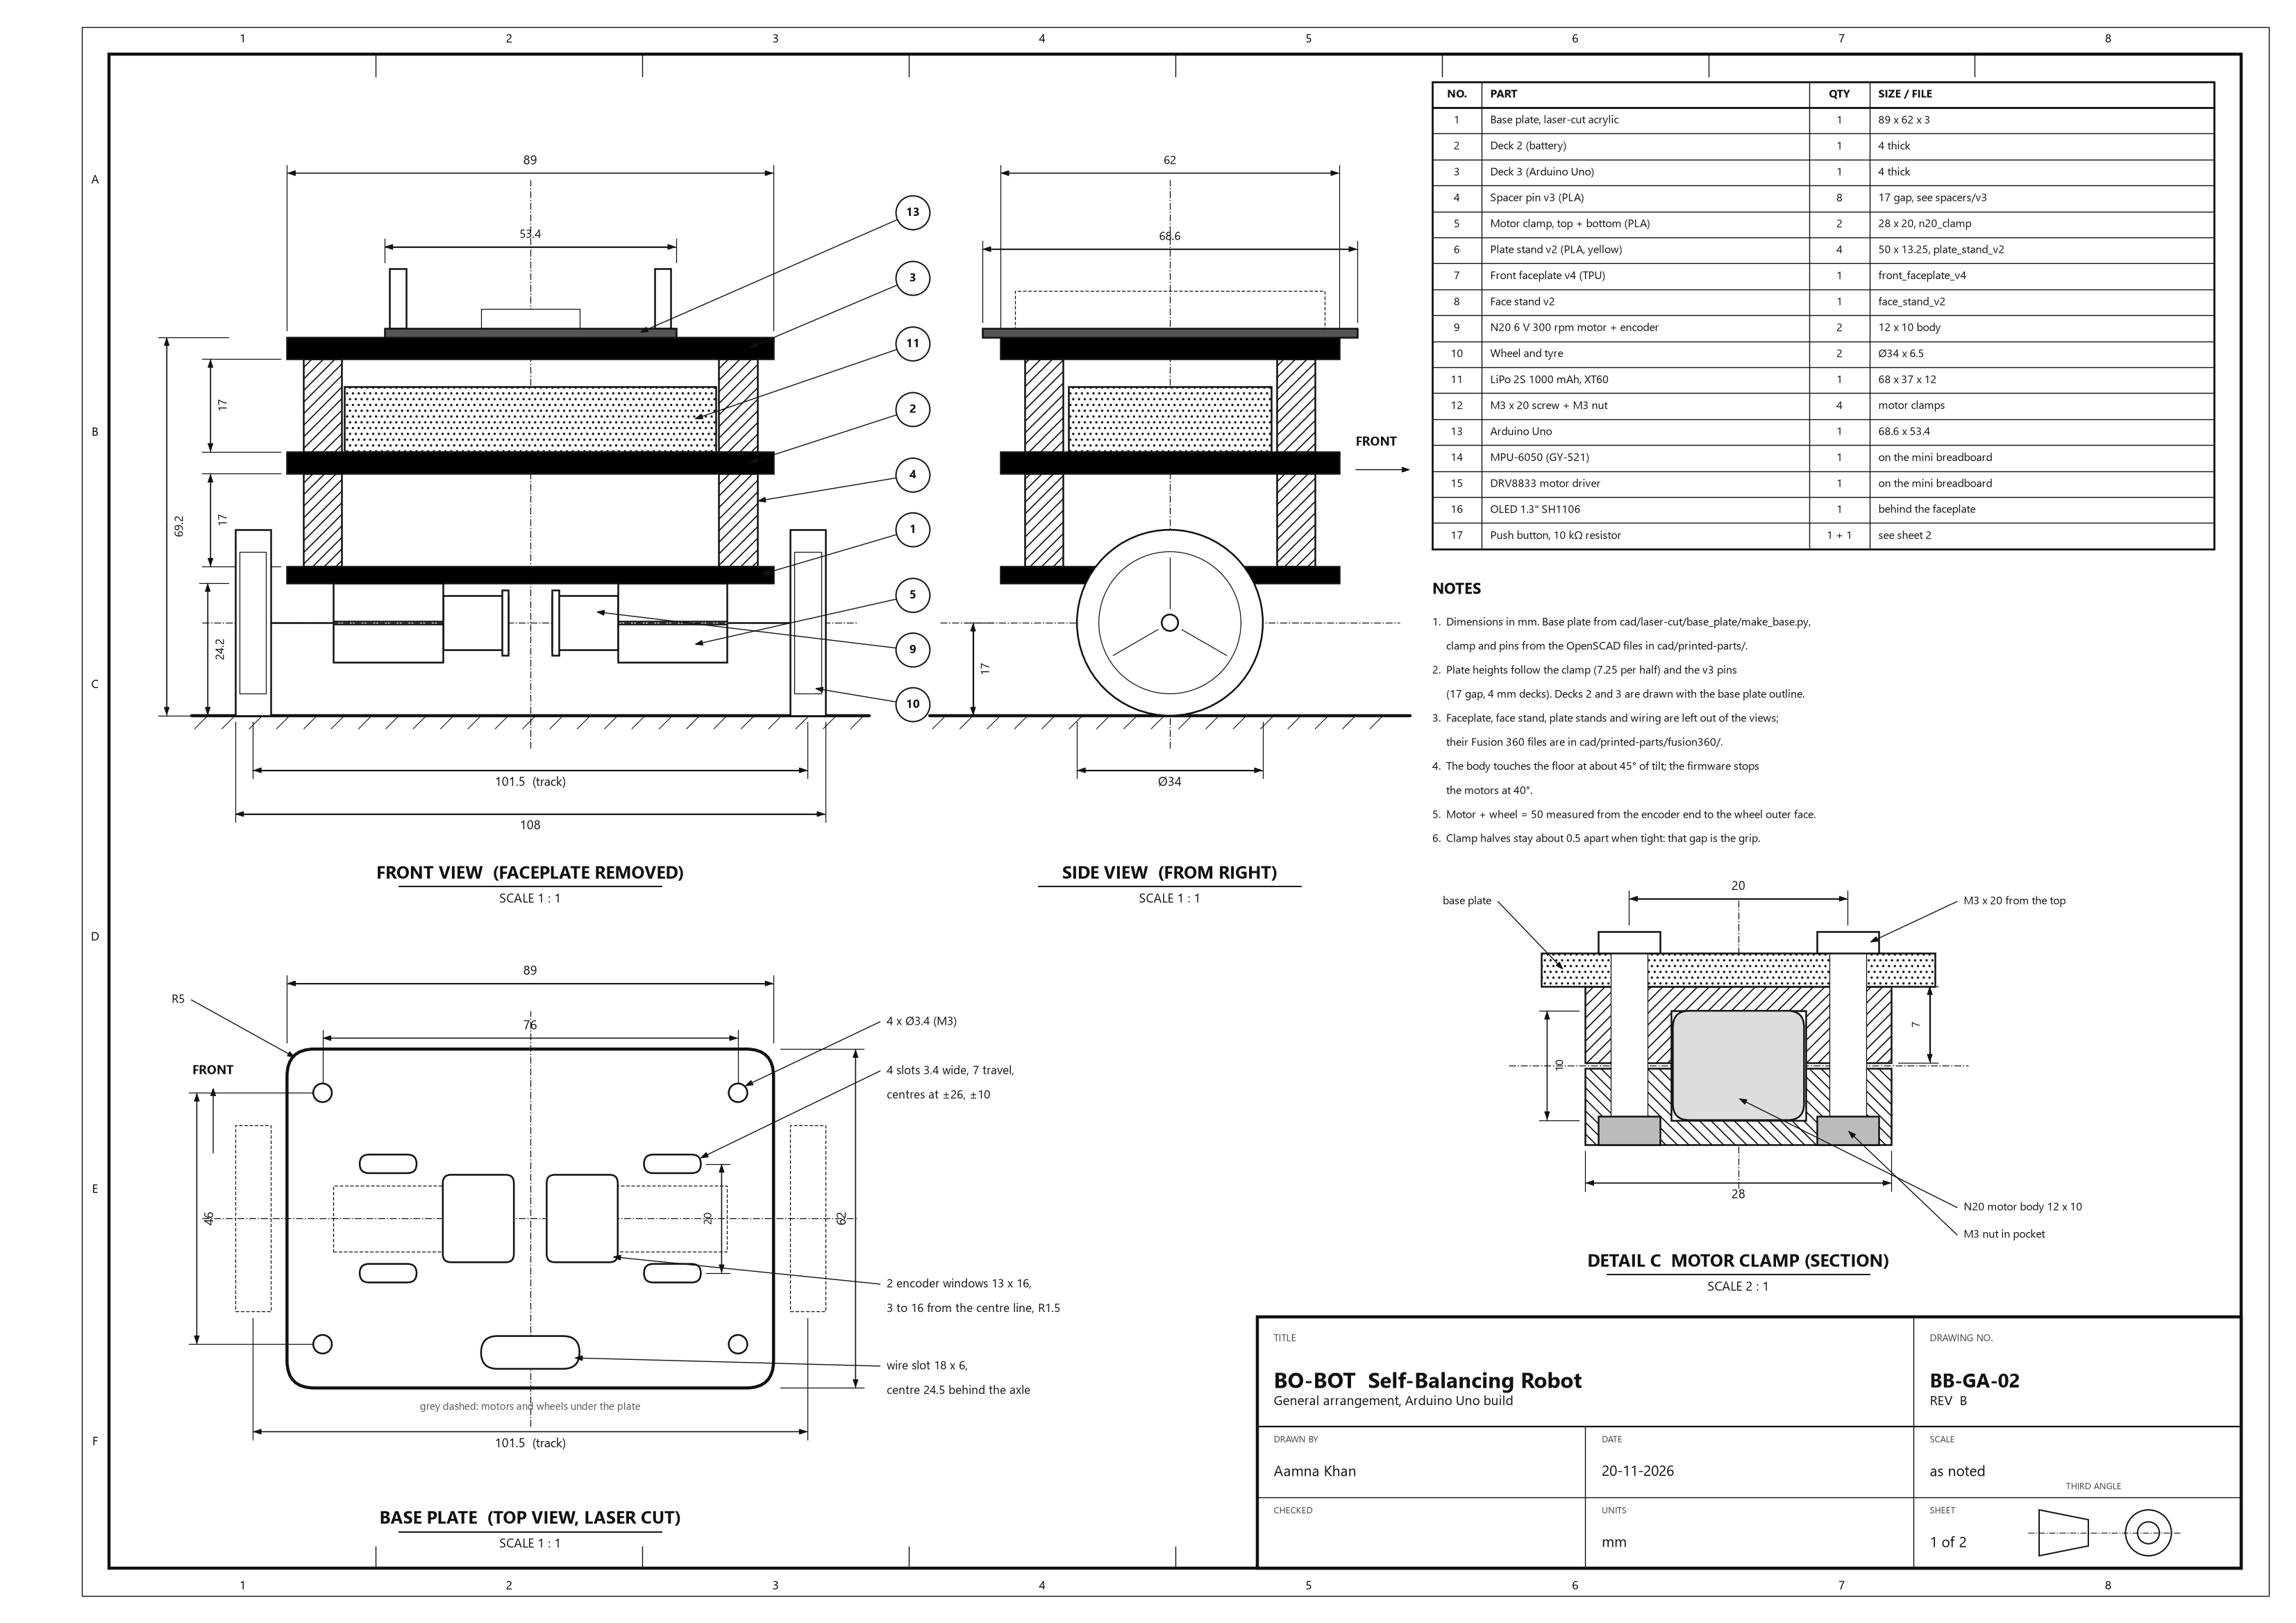 1 2 3 4 5 6 7 8
A
B
C
D
E
F
89
53.4
17
17
69.2
24.2
101.5 (track)
108
13
3
11
2
4
1
5
9
10
FRONT VIEW (FACEPLATE REMOVED)
SCALE 1 : 1
62
68.6
FRONT
17
Ø34
SIDE VIEW (FROM RIGHT)
SCALE 1 : 1
NO. PART QTY SIZE / FILE
1 Base plate, laser-cut acrylic 1 89 x 62 x 3
2 Deck 2 (battery) 1 4 thick
3 Deck 3 (Arduino Uno) 1 4 thick
4 Spacer pin v3 (PLA) 8 17 gap, see spacers/v3
5 Motor clamp, top + bottom (PLA) 2 28 x 20, n20_clamp
6 Plate stand v2 (PLA, yellow) 4 50 x 13.25, plate_stand_v2
7 Front faceplate v4 (TPU) 1 front_faceplate_v4
8 Face stand v2 1 face_stand_v2
9 N20 6 V 300 rpm motor + encoder 2 12 x 10 body
10 Wheel and tyre 2 Ø34 x 6.5
11 LiPo 2S 1000 mAh, XT60 1 68 x 37 x 12
12 M3 x 20 screw + M3 nut 4 motor clamps
13 Arduino Uno 1 68.6 x 53.4
14 MPU-6050 (GY-521) 1 on the mini breadboard
15 DRV8833 motor driver 1 on the mini breadboard
16 OLED 1.3" SH1106 1 behind the faceplate
17 Push button, 10 kΩ resistor 1 + 1 see sheet 2
NOTES
1. Dimensions in mm. Base plate from cad/laser-cut/base_plate/make_base.py,
clamp and pins from the OpenSCAD files in cad/printed-parts/.
2. Plate heights follow the clamp (7.25 per half) and the v3 pins
(17 gap, 4 mm decks). Decks 2 and 3 are drawn with the base plate outline.
3. Faceplate, face stand, plate stands and wiring are left out of the views;
their Fusion 360 files are in cad/printed-parts/fusion360/.
4. The body touches the floor at about 45° of tilt; the firmware stops
the motors at 40°.
5. Motor + wheel = 50 measured from the encoder end to the wheel outer face.
6. Clamp halves stay about 0.5 apart when tight: that gap is the grip.
20
base plate
M3 x 20 from the top
7
10
28
N20 motor body 12 x 10
M3 nut in pocket
DETAIL C MOTOR CLAMP (SECTION)
SCALE 2 : 1
89
R5
76
FRONT
46
20
62
4 x Ø3.4 (M3)
4 slots 3.4 wide, 7 travel,
centres at ±26, ±10
2 encoder windows 13 x 16,
3 to 16 from the centre line, R1.5
wire slot 18 x 6,
centre 24.5 behind the axle
grey dashed: motors and wheels under the plate
101.5 (track)
BASE PLATE (TOP VIEW, LASER CUT)
SCALE 1 : 1
TITLE
BO-BOT Self-Balancing Robot
General arrangement, Arduino Uno build
DRAWING NO.
BB-GA-02
REV B
DRAWN BY
Aamna Khan
DATE
20-11-2026
SCALE
as noted
THIRD ANGLE
CHECKED
UNITS
mm
SHEET
1 of 2
1 2 3 4 5 6 7 8